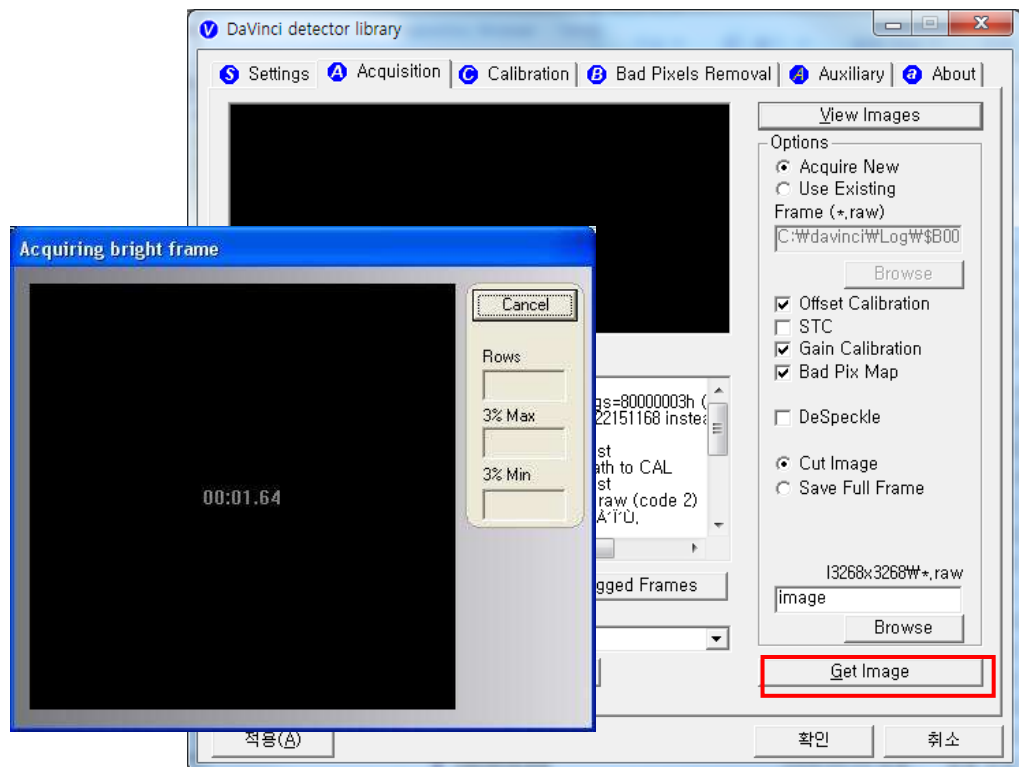 DaVinci detector library
Settings
Acquisition
Calibration
Bad Pixels Removal
Auxiliary
About
View Images
Options
Acquire New
Use Existing
Frame (*,raw)
C:₩davinci₩Log₩$B00
Browse
Offset Calibration
STC
Gain Calibration
Bad Pix Map
DeSpeckle
Cut Image
Save Full Frame
I3268x3268₩*,raw
image
Browse
Get Image
Acquiring bright frame
00:01.64
Cancel
Rows
3% Max
3% Min
gs=80000003h (
22151168 instea
st
ath to CAL
st
raw (code 2)
À´Ï´Ù,
gged Frames
적용(A)
확인
취소